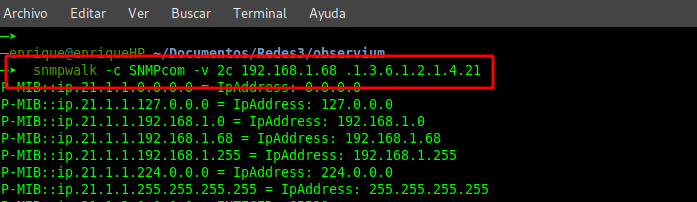 Archivo Editar Ver Buscar Terminal Ayuda
enrique@enriqueHP ~/Documentos/Redes3/observium
snmpwalk -c SNMPcom -v 2c 192.168.1.68 .1.3.6.1.2.1.4.21
P-MIB::ip.21.1.1.0.0.0.0 = IpAddress: 0.0.0.0
P-MIB::ip.21.1.1.127.0.0.0 = IpAddress: 127.0.0.0
P-MIB::ip.21.1.1.192.168.1.0 = IpAddress: 192.168.1.0
P-MIB::ip.21.1.1.192.168.1.68 = IpAddress: 192.168.1.68
P-MIB::ip.21.1.1.192.168.1.255 = IpAddress: 192.168.1.255
P-MIB::ip.21.1.1.224.0.0.0 = IpAddress: 224.0.0.0
P-MIB::ip.21.1.1.255.255.255.255 = IpAddress: 255.255.255.255